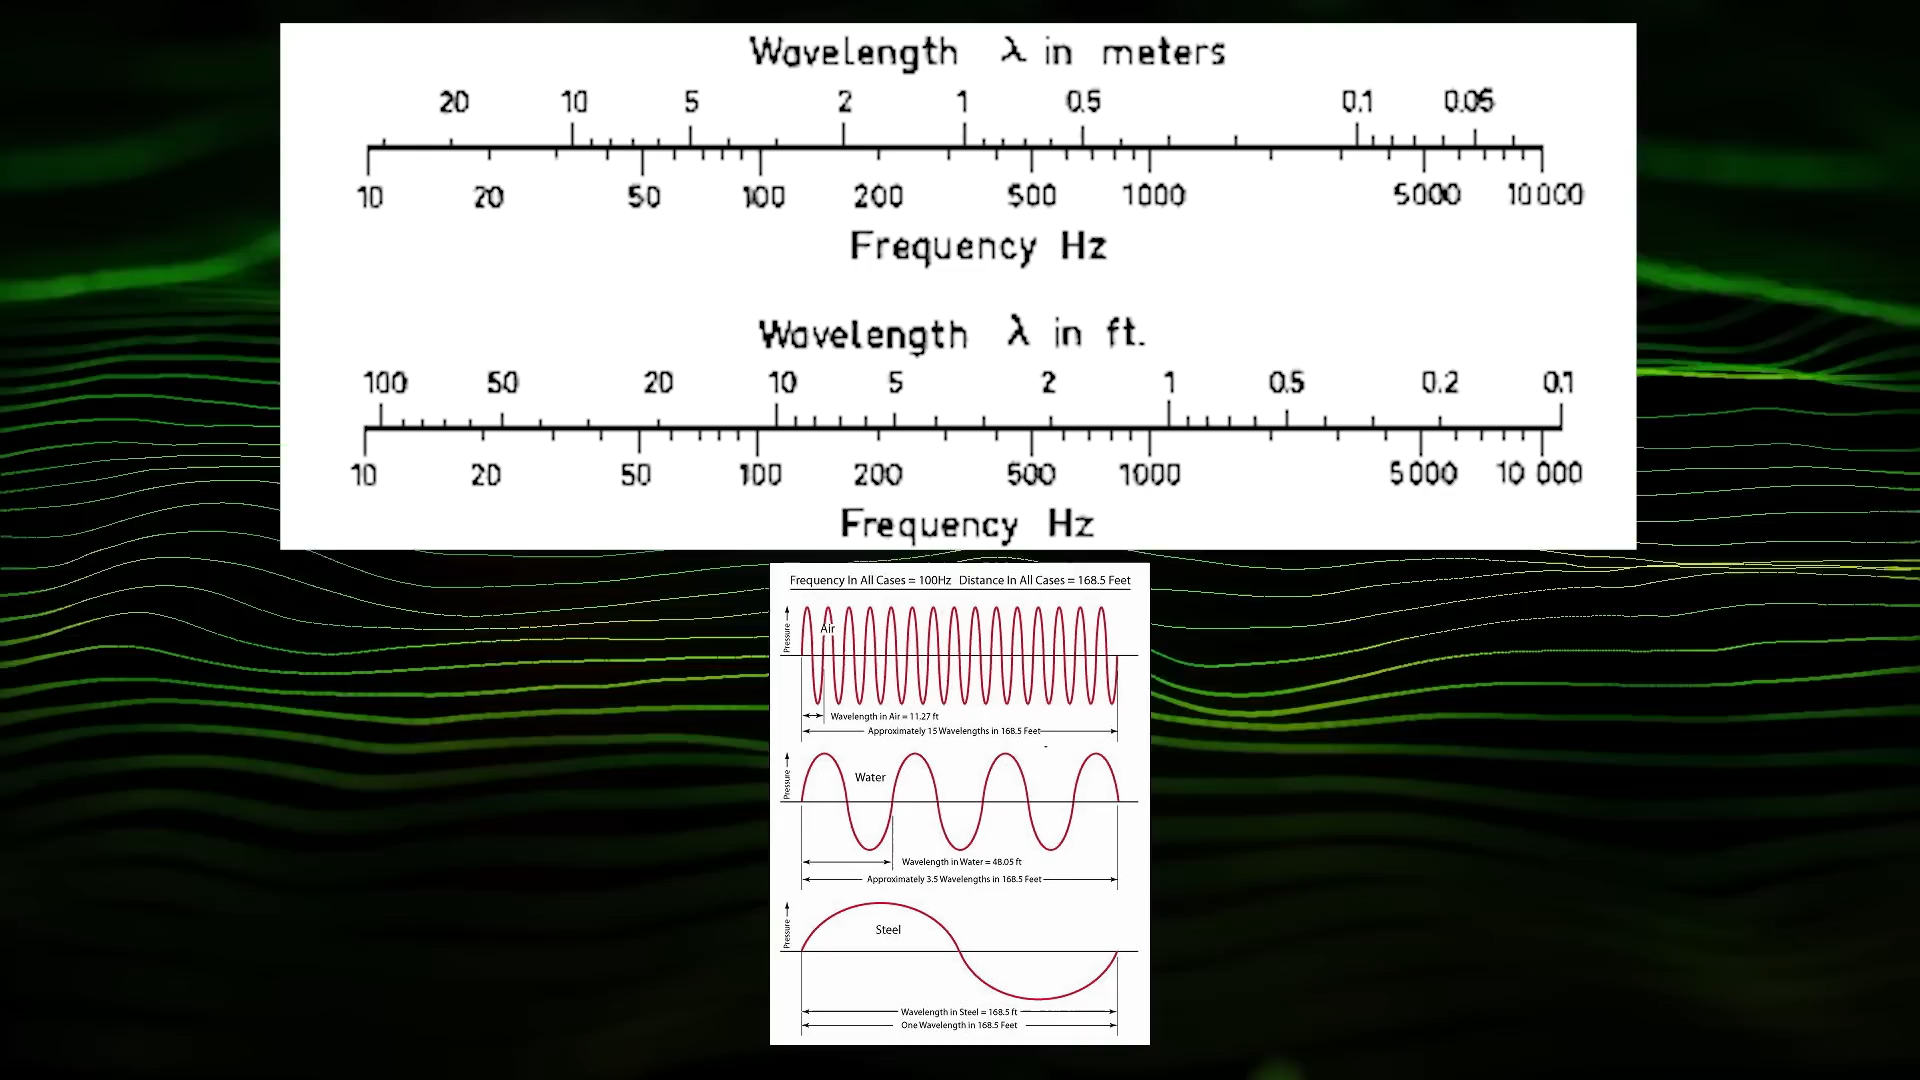 Wavelength λ in meters
20 10 5 2 1 0.5 0.1 0.05
10 20 50 100 200 500 1000 5000 10 000
Frequency Hz
Wavelength λ in ft.
100 50 20 10 5 2 1 0.5 0.2 0.1
10 20 50 100 200 500 1000 5000 10 000
Frequency Hz
Frequency In All Cases = 100Hz Distance In All Cases = 168.5 Feet
Pressure
Air
Wavelength in Air = 11.27 ft
Approximately 15 Wavelengths in 168.5 Feet
Pressure
Water
Wavelength in Water = 48.05 ft
Approximately 3.5 Wavelengths in 168.5 Feet
Pressure
Steel
Wavelength in Steel = 168.5 ft
One Wavelength in 168.5 Feet